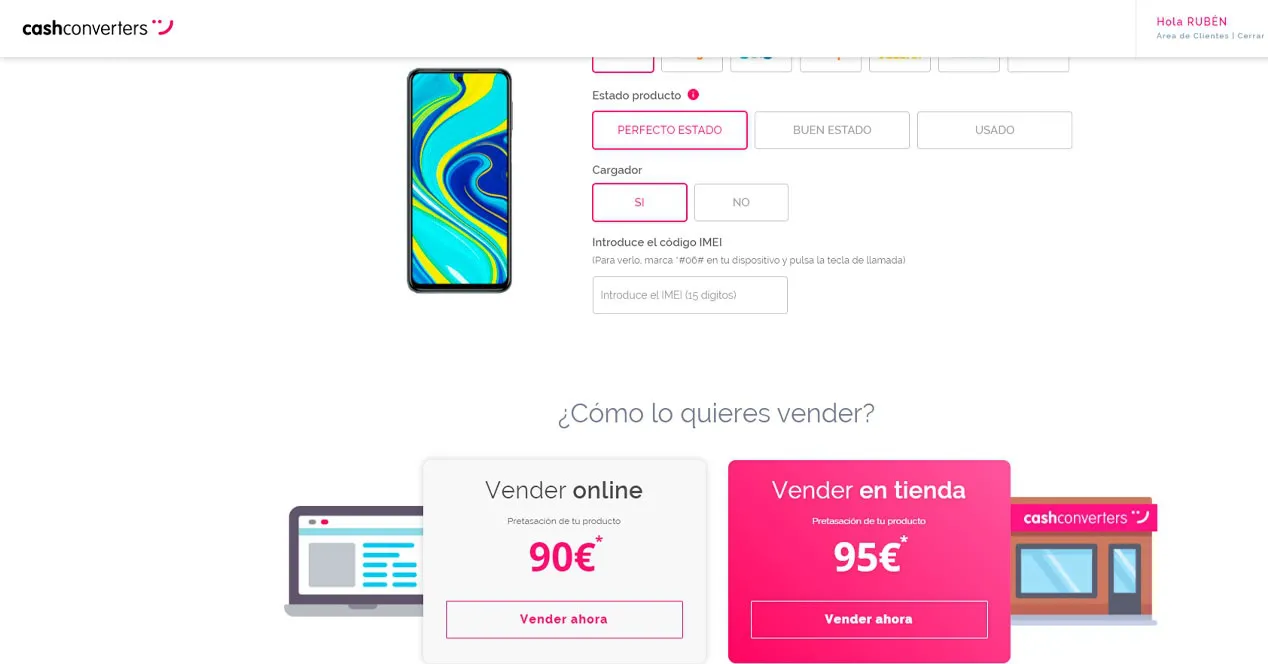 cashconverters
Hola RUBÉN
Área de Clientes | Cerrar
Estado producto
PERFECTO ESTADO
BUEN ESTADO
USADO
Cargador
SI
NO
Introduce el código IMEI
(Para verlo, marca *#06# en tu dispositivo y pulsa la tecla de llamada)
Introduce el IMEI (15 dígitos)
¿Cómo lo quieres vender?
Vender online
Pretasación de tu producto
90€*
Vender ahora
Vender en tienda
Pretasación de tu producto
95€*
Vender ahora
cashconverters